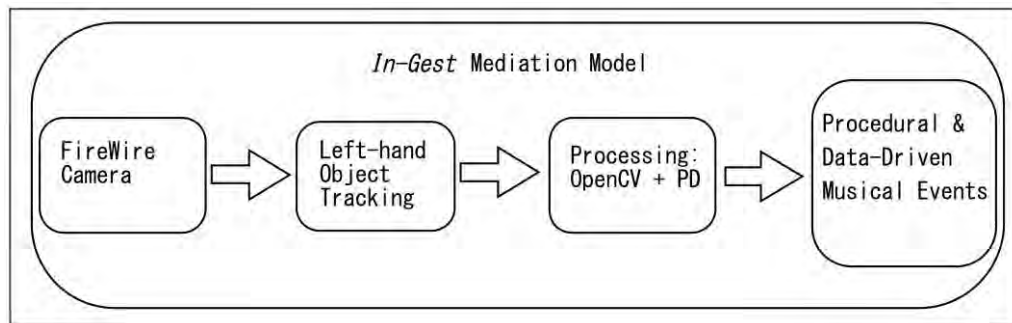 In-Gest Mediation Model
FireWire
Camera
Left-hand
Object
Tracking
Processing:
OpenCV + PD
Procedural &
Data-Driven
Musical Events